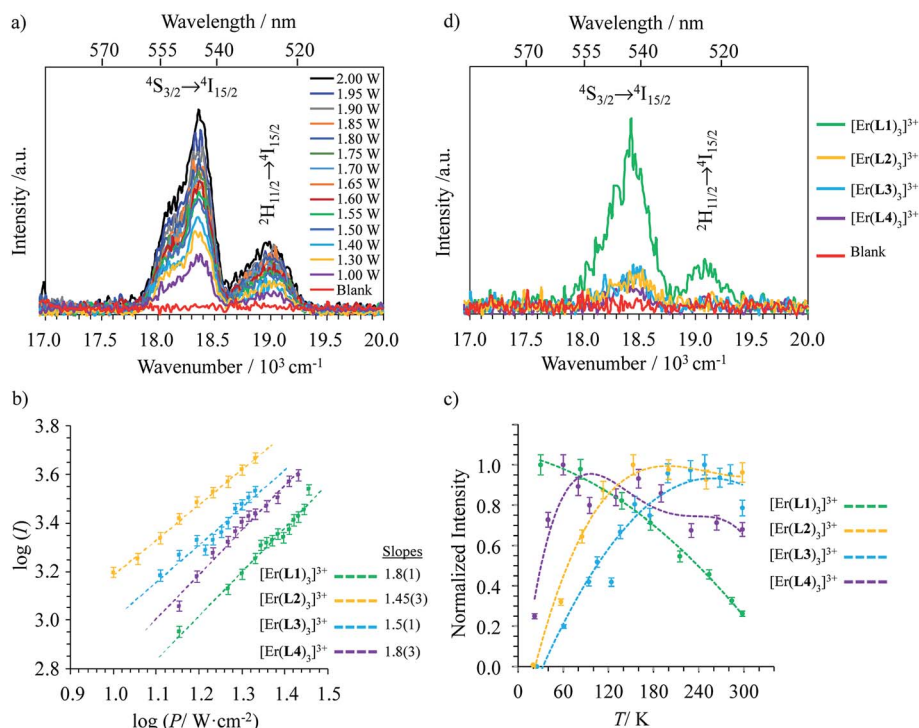 a)
Wavelength / nm
570 555 540 520
⁴S₃/₂→⁴I₁₅/₂
²H₁₁/₂→⁴I₁₅/₂
2.00 W
1.95 W
1.90 W
1.85 W
1.80 W
1.75 W
1.70 W
1.65 W
1.60 W
1.55 W
1.50 W
1.40 W
1.30 W
1.00 W
Blank
Intensity /a.u.
17.0 17.5 18.0 18.5 19.0 19.5 20.0
Wavenumber / 10³ cm⁻¹
d)
Wavelength / nm
570 555 540 520
⁴S₃/₂→⁴I₁₅/₂
²H₁₁/₂→⁴I₁₅/₂
[Er(L1)₃]³⁺
[Er(L2)₃]³⁺
[Er(L3)₃]³⁺
[Er(L4)₃]³⁺
Blank
Intensity /a.u.
17.0 17.5 18.0 18.5 19.0 19.5 20.0
Wavenumber / 10³ cm⁻¹
b)
3.8
3.6
3.4
3.2
3.0
2.8
log (I)
Slopes
[Er(L1)₃]³⁺ 1.8(1)
[Er(L2)₃]³⁺ 1.45(3)
[Er(L3)₃]³⁺ 1.5(1)
[Er(L4)₃]³⁺ 1.8(3)
0.9 1.0 1.1 1.2 1.3 1.4 1.5
log (P/ W·cm⁻²)
c)
1.0
0.8
0.6
0.4
0.2
0.0
Normalized Intensity
[Er(L1)₃]³⁺
[Er(L2)₃]³⁺
[Er(L3)₃]³⁺
[Er(L4)₃]³⁺
0 60 120 180 240 300
T/ K